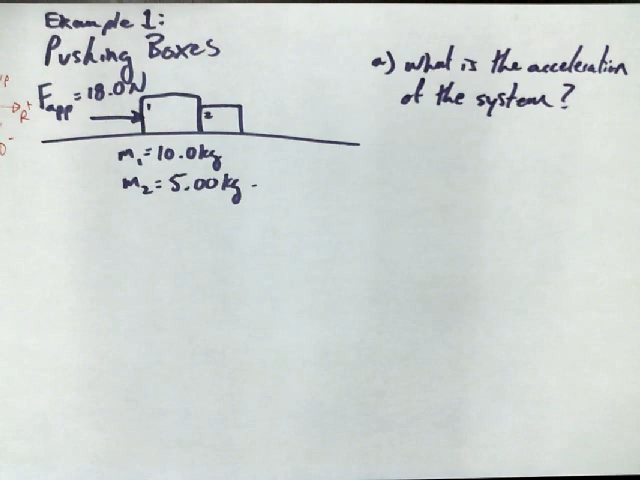 Example 1:
Pushing Boxes
Fapp = 18.0N
1
2
m1 = 10.0kg
m2 = 5.00kg
a) what is the acceleration
of the system?
R+